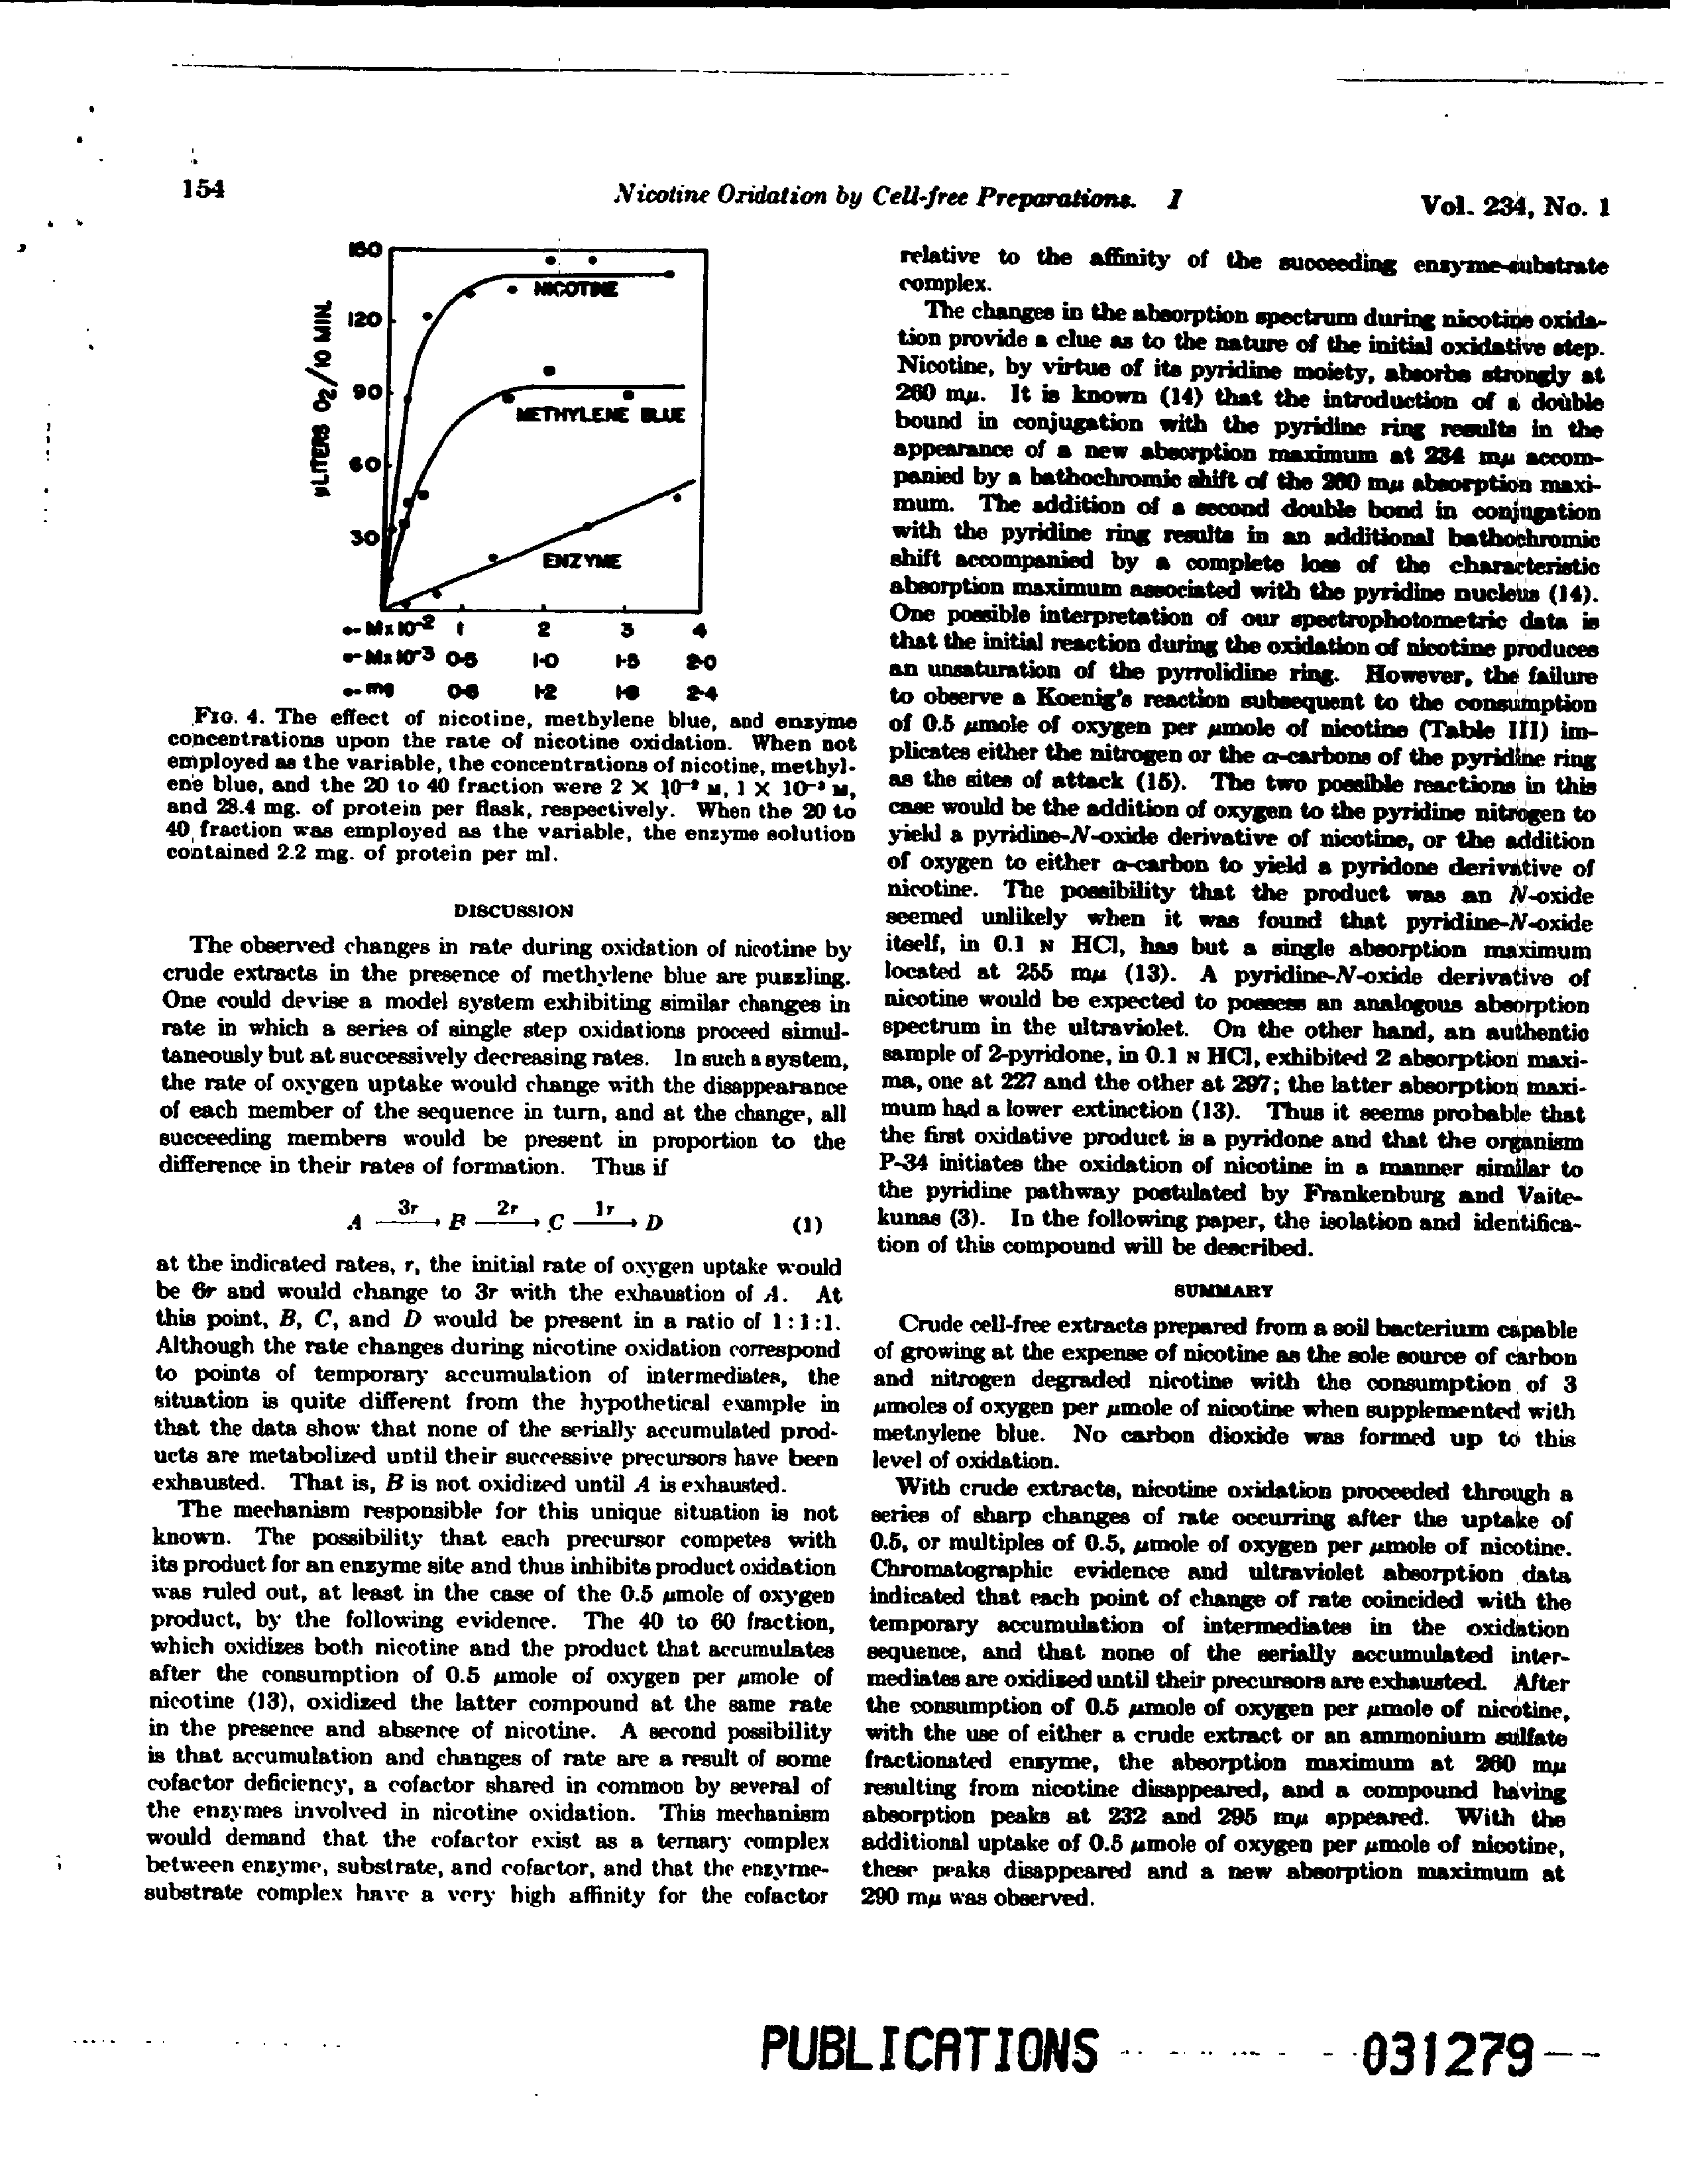 154
Nicotine Oxidation by Cell-free Preparations. I
Vol. 234, No. 1
150
120
90
60
30
µLITERS O2/10 MIN.
NICOTINE
METHYLENE BLUE
ENZYME
•- M x 10-2 1 2 3 4
•- M x 10-3 0·5 1·0 1·5 2·0
•- mg 0·6 1·2 1·8 2·4
FIG. 4. The effect of nicotine, methylene blue, and enzyme
concentrations upon the rate of nicotine oxidation. When not
employed as the variable, the concentrations of nicotine, methyl-
ene blue, and the 20 to 40 fraction were 2 × 10-2 M, 1 × 10-3 M,
and 28.4 mg. of protein per flask, respectively. When the 20 to
40 fraction was employed as the variable, the enzyme solution
contained 2.2 mg. of protein per ml.
DISCUSSION
The observed changes in rate during oxidation of nicotine by
crude extracts in the presence of methylene blue are puzzling.
One could devise a model system exhibiting similar changes in
rate in which a series of single step oxidations proceed simul-
taneously but at successively decreasing rates. In such a system,
the rate of oxygen uptake would change with the disappearance
of each member of the sequence in turn, and at the change, all
succeeding members would be present in proportion to the
difference in their rates of formation. Thus if
A 3r→ B 2r→ C 1r→ D (1)
at the indicated rates, r, the initial rate of oxygen uptake would
be 6r and would change to 3r with the exhaustion of A. At
this point, B, C, and D would be present in a ratio of 1:1:1.
Although the rate changes during nicotine oxidation correspond
to points of temporary accumulation of intermediates, the
situation is quite different from the hypothetical example in
that the data show that none of the serially accumulated prod-
ucts are metabolized until their successive precursors have been
exhausted. That is, B is not oxidized until A is exhausted.
The mechanism responsible for this unique situation is not
known. The possibility that each precursor competes with
its product for an enzyme site and thus inhibits product oxidation
was ruled out, at least in the case of the 0.5 µmole of oxygen
product, by the following evidence. The 40 to 60 fraction,
which oxidizes both nicotine and the product that accumulates
after the consumption of 0.5 µmole of oxygen per µmole of
nicotine (13), oxidized the latter compound at the same rate
in the presence and absence of nicotine. A second possibility
is that accumulation and changes of rate are a result of some
cofactor deficiency, a cofactor shared in common by several of
the enzymes involved in nicotine oxidation. This mechanism
would demand that the cofactor exist as a ternary complex
between enzyme, substrate, and cofactor, and that the enzyme-
substrate complex have a very high affinity for the cofactor
relative to the affinity of the succeeding enzyme-substrate
complex.
The changes in the absorption spectrum during nicotine oxida-
tion provide a clue as to the nature of the initial oxidative step.
Nicotine, by virtue of its pyridine moiety, absorbs strongly at
260 mµ. It is known (14) that the introduction of a double
bound in conjugation with the pyridine ring results in the
appearance of a new absorption maximum at 234 mµ accom-
panied by a bathochromic shift of the 260 mµ absorption maxi-
mum. The addition of a second double bond in conjugation
with the pyridine ring results in an additional bathochromic
shift accompanied by a complete loss of the characteristic
absorption maximum associated with the pyridine nucleus (14).
One possible interpretation of our spectrophotometric data is
that the initial reaction during the oxidation of nicotine produces
an unsaturation of the pyrrolidine ring. However, the failure
to observe a Koenig's reaction subsequent to the consumption
of 0.5 µmole of oxygen per µmole of nicotine (Table III) im-
plicates either the nitrogen or the α-carbons of the pyridine ring
as the sites of attack (15). The two possible reactions in this
case would be the addition of oxygen to the pyridine nitrogen to
yield a pyridine-N-oxide derivative of nicotine, or the addition
of oxygen to either α-carbon to yield a pyridone derivative of
nicotine. The possibility that the product was an N-oxide
seemed unlikely when it was found that pyridine-N-oxide
itself, in 0.1 N HCl, has but a single absorption maximum
located at 255 mµ (13). A pyridine-N-oxide derivative of
nicotine would be expected to possess an analogous absorption
spectrum in the ultraviolet. On the other hand, an authentic
sample of 2-pyridone, in 0.1 N HCl, exhibited 2 absorption maxi-
ma, one at 227 and the other at 297; the latter absorption maxi-
mum had a lower extinction (13). Thus it seems probable that
the first oxidative product is a pyridone and that the organism
P-34 initiates the oxidation of nicotine in a manner similar to
the pyridine pathway postulated by Frankenburg and Vaite-
kunas (3). In the following paper, the isolation and identifica-
tion of this compound will be described.
SUMMARY
Crude cell-free extracts prepared from a soil bacterium capable
of growing at the expense of nicotine as the sole source of carbon
and nitrogen degraded nicotine with the consumption of 3
µmoles of oxygen per µmole of nicotine when supplemented with
methylene blue. No carbon dioxide was formed up to this
level of oxidation.
With crude extracts, nicotine oxidation proceeded through a
series of sharp changes of rate occurring after the uptake of
0.5, or multiples of 0.5, µmole of oxygen per µmole of nicotine.
Chromatographic evidence and ultraviolet absorption data
indicated that each point of change of rate coincided with the
temporary accumulation of intermediates in the oxidation
sequence, and that none of the serially accumulated inter-
mediates are oxidized until their precursors are exhausted. After
the consumption of 0.5 µmole of oxygen per µmole of nicotine,
with the use of either a crude extract or an ammonium sulfate
fractionated enzyme, the absorption maximum at 260 mµ
resulting from nicotine disappeared, and a compound having
absorption peaks at 232 and 295 mµ appeared. With the
additional uptake of 0.5 µmole of oxygen per µmole of nicotine,
these peaks disappeared and a new absorption maximum at
290 mµ was observed.
PUBLICATIONS
031279